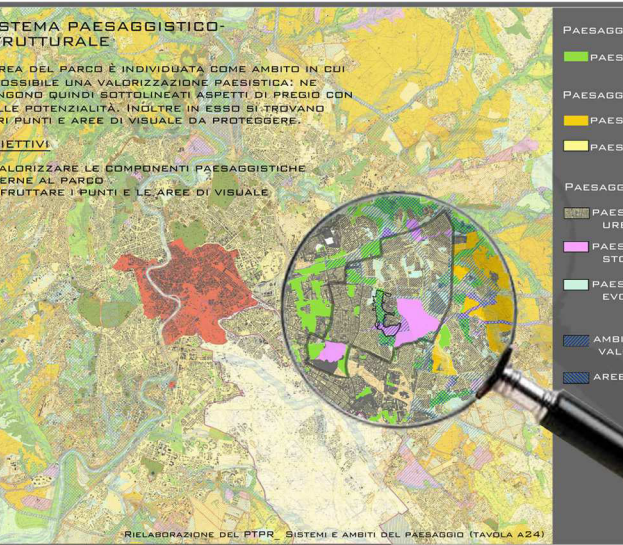 STEMA PAESAGGISTICO-
RUTTURALE
REA DEL PARCO È INDIVIDUATA COME AMBITO IN CUI
OSSIBILE UNA VALORIZZAZIONE PAESISTICA: NE
NGONO QUINDI SOTTOLINEATI ASPETTI DI PREGIO CON
LLE POTENZIALITÀ. INOLTRE IN ESSO SI TROVANO
RI PUNTI E AREE DI VISUALE DA PROTEGGERE.
IETTIVI
ALORIZZARE LE COMPONENTI PAESAGGISTICHE
ERNE AL PARCO
FRUTTARE I PUNTI E LE AREE DI VISUALE
PAESAGG
PAES
PAESAGG
PAES
PAES
PAESAGG
PAES
URB
PAES
STO
PAES
EVO
AMBI
VAL
AREE
RIELABORAZIONE DEL PTPR_ SISTEMI E AMBITI DEL PAESAGGIO (TAVOLA A24)